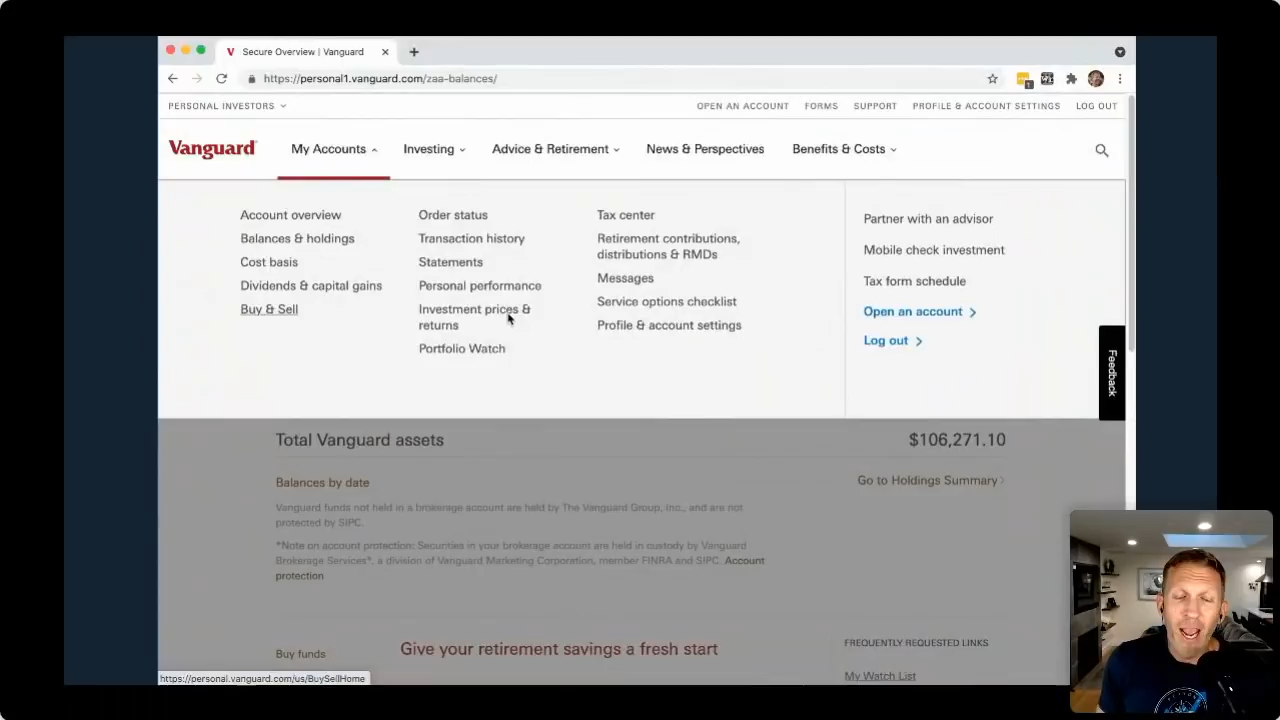 Secure Overview | Vanguard
https://personal1.vanguard.com/zaa-balances/
1
PERSONAL INVESTORS
OPEN AN ACCOUNT FORMS SUPPORT PROFILE & ACCOUNT SETTINGS LOG OUT
Vanguard My Accounts Investing Advice & Retirement News & Perspectives Benefits & Costs
Account overview
Balances & holdings
Cost basis
Dividends & capital gains
Buy & Sell
Order status
Transaction history
Statements
Personal performance
Investment prices &
returns
Portfolio Watch
Tax center
Retirement contributions,
distributions & RMDs
Messages
Service options checklist
Profile & account settings
Partner with an advisor
Mobile check investment
Tax form schedule
Open an account
Log out
Feedback
Total Vanguard assets $106,271.10
Balances by date
Go to Holdings Summary
Vanguard funds not held in a brokerage account are held by The Vanguard Group, Inc., and are not
protected by SIPC.
*Note on account protection: Securities in your brokerage account are held in custody by Vanguard
Brokerage Services®, a division of Vanguard Marketing Corporation, member FINRA and SIPC. Account
protection
Buy funds
Give your retirement savings a fresh start
FREQUENTLY REQUESTED LINKS
My Watch List
https://personal.vanguard.com/us/BuySellHome